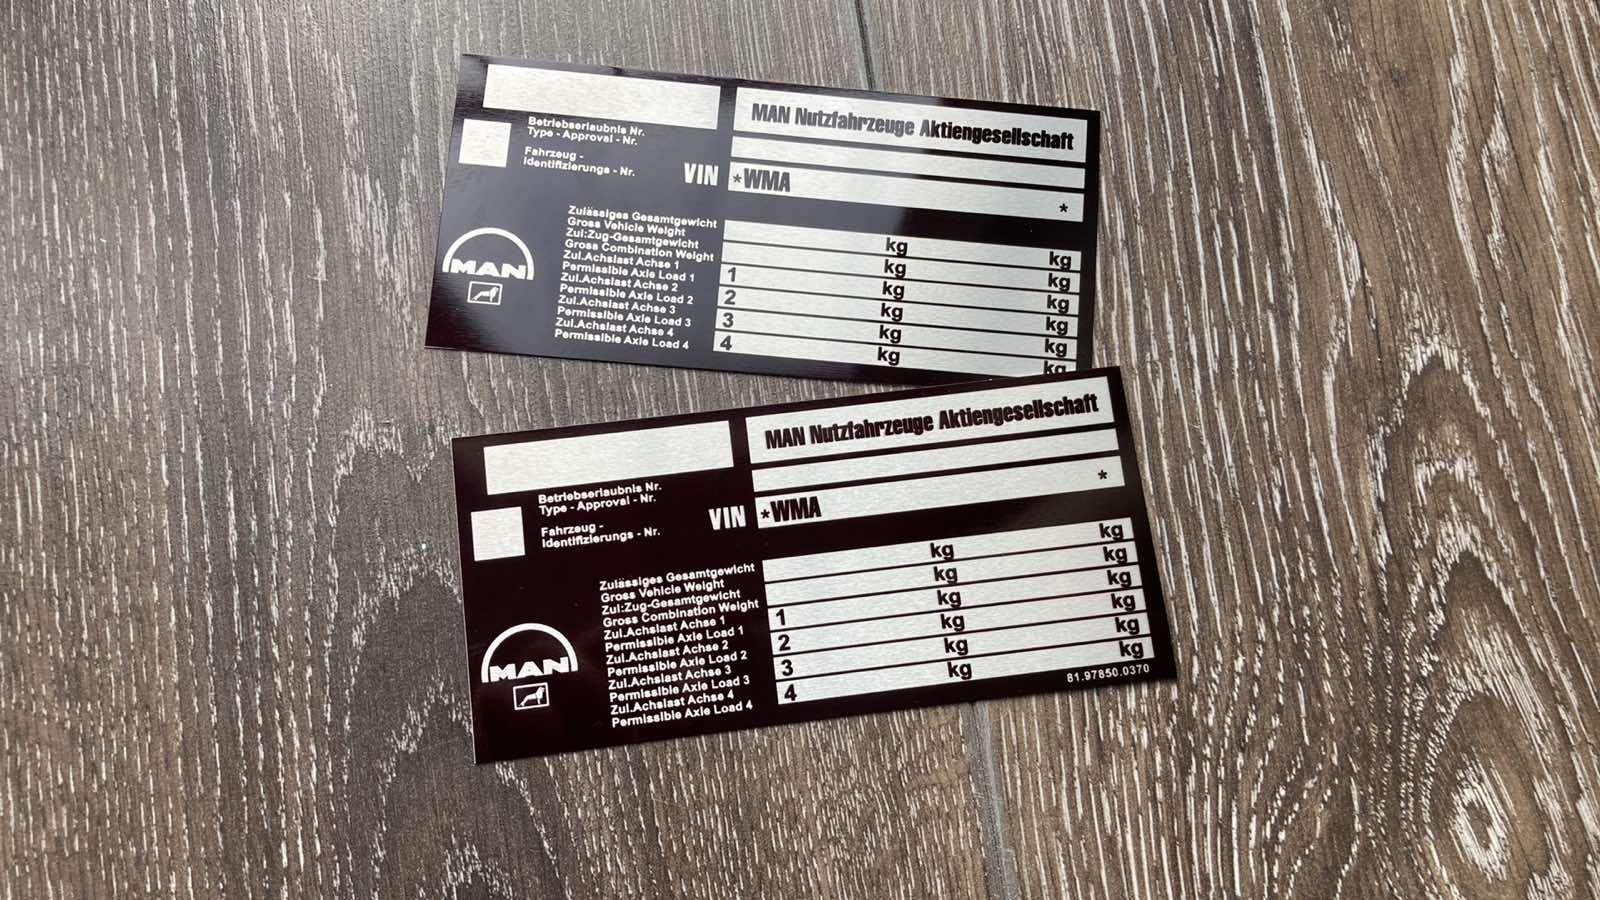 MAN Nutzfahrzeuge Aktiengesellschaft
Betriebserlaubnis Nr.
Type - Approval - Nr.
Fahrzeug -
Identifizierungs - Nr.
VIN *WMA *
Zulässiges Gesamtgewicht
Gross Vehicle Weight kg kg
Zul:Zug-Gesamtgewicht
Gross Combination Weight kg kg
Zul.Achslast Achse 1
Permissible Axle Load 1 1 kg kg
Zul.Achslast Achse 2
Permissible Axle Load 2 2 kg kg
Zul.Achslast Achse 3
Permissible Axle Load 3 3 kg kg
Zul.Achslast Achse 4
Permissible Axle Load 4 4 kg kg
MAN
MAN Nutzfahrzeuge Aktiengesellschaft
Betriebserlaubnis Nr.
Type - Approval - Nr.
Fahrzeug -
Identifizierungs - Nr.
VIN *WMA *
Zulässiges Gesamtgewicht
Gross Vehicle Weight kg kg
Zul:Zug-Gesamtgewicht
Gross Combination Weight kg kg
Zul.Achslast Achse 1
Permissible Axle Load 1 1 kg kg
Zul.Achslast Achse 2
Permissible Axle Load 2 2 kg kg
Zul.Achslast Achse 3
Permissible Axle Load 3 3 kg kg
Zul.Achslast Achse 4
Permissible Axle Load 4 4 kg kg
MAN
81.97850.0370